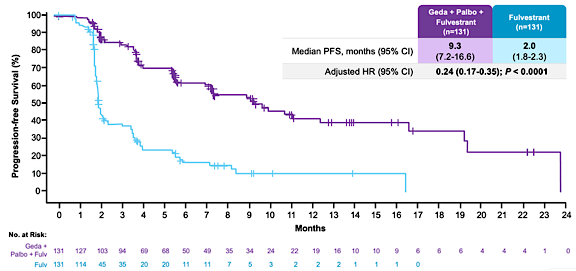 Geda + Palbo +
Fulvestrant
(n=131)
Fulvestrant
(n=131)
Median PFS, months (95% CI)
9.3
(7.2-16.6)
2.0
(1.8-2.3)
Adjusted HR (95% CI)
0.24 (0.17-0.35); P < 0.0001
Progression-free Survival (%)
100
90
80
70
60
50
40
30
20
10
0
0 1 2 3 4 5 6 7 8 9 10 11 12 13 14 15 16 17 18 19 20 21 22 23 24
Months
No. at Risk:
Geda +
Palbo + Fulv
131 127 103 94 69 68 50 49 35 34 24 22 19 16 10 10 9 6 6 6 4 4 4 1 0
Fulv
131 114 45 35 20 20 11 11 7 5 3 2 2 2 1 1 1 0